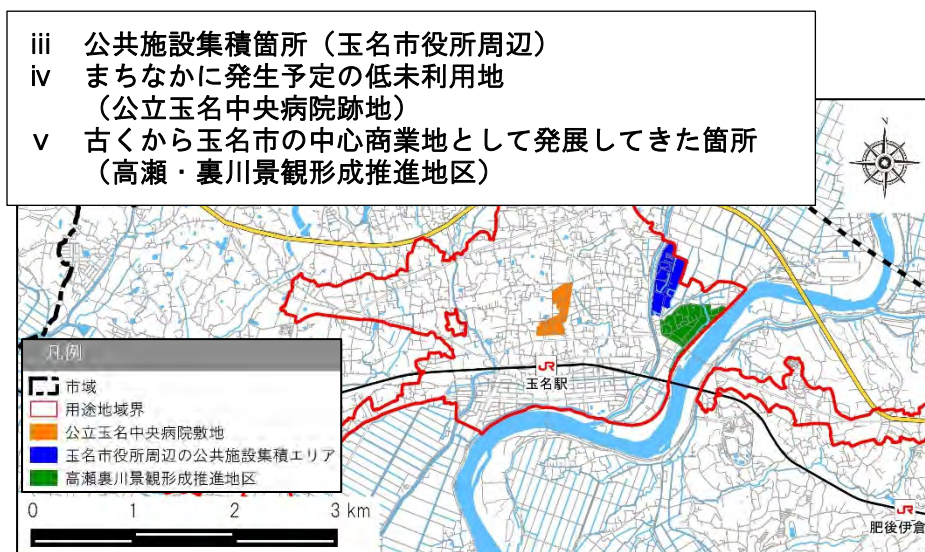 ⅲ 公共施設集積箇所（玉名市役所周辺）
ⅳ まちなかに発生予定の低未利用地
（公立玉名中央病院跡地）
ⅴ 古くから玉名市の中心商業地として発展してきた箇所
（高瀬・裏川景観形成推進地区）
凡例
市域
用途地域界
公立玉名中央病院敷地
玉名市役所周辺の公共施設集積エリア
高瀬裏川景観形成推進地区
0 1 2 3 km
JR
玉名駅
JR
肥後伊倉